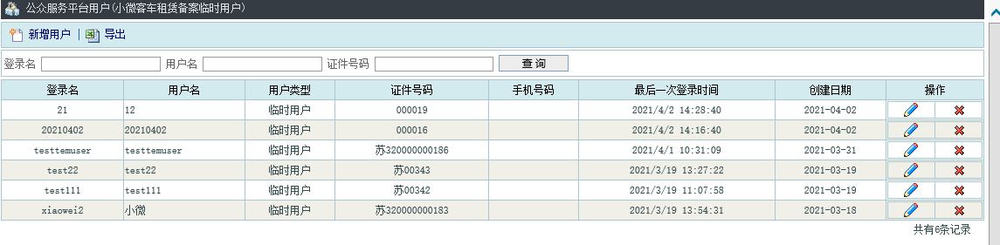 公众服务平台用户(小微客车租赁备案临时用户)
新增用户 | 导出
登录名 用户名 证件号码 查 询
登录名 用户名 用户类型 证件号码 手机号码 最后一次登录时间 创建日期 操作
21 12 临时用户 000019 2021/4/2 14:28:40 2021-04-02
20210402 20210402 临时用户 000016 2021/4/2 14:16:40 2021-04-02
testtemuser testtemuser 临时用户 苏320000000186 2021/4/1 10:31:09 2021-03-31
test22 test22 临时用户 苏00343 2021/3/19 13:27:22 2021-03-19
test111 test111 临时用户 苏00342 2021/3/19 11:07:58 2021-03-19
xiaowei2 小微 临时用户 苏320000000183 2021/3/19 13:54:31 2021-03-18
共有6条记录